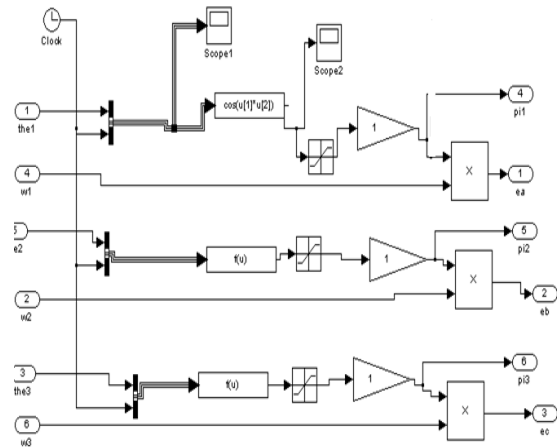 Clock
Scope1
Scope2
1
the1
cos(u[1]*u[2])
1
4
pi1
4
w1
X
1
ea
5
e2
f(u)
1
5
pi2
2
w2
X
2
eb
3
the3
f(u)
1
6
pi3
6
w3
X
3
ec